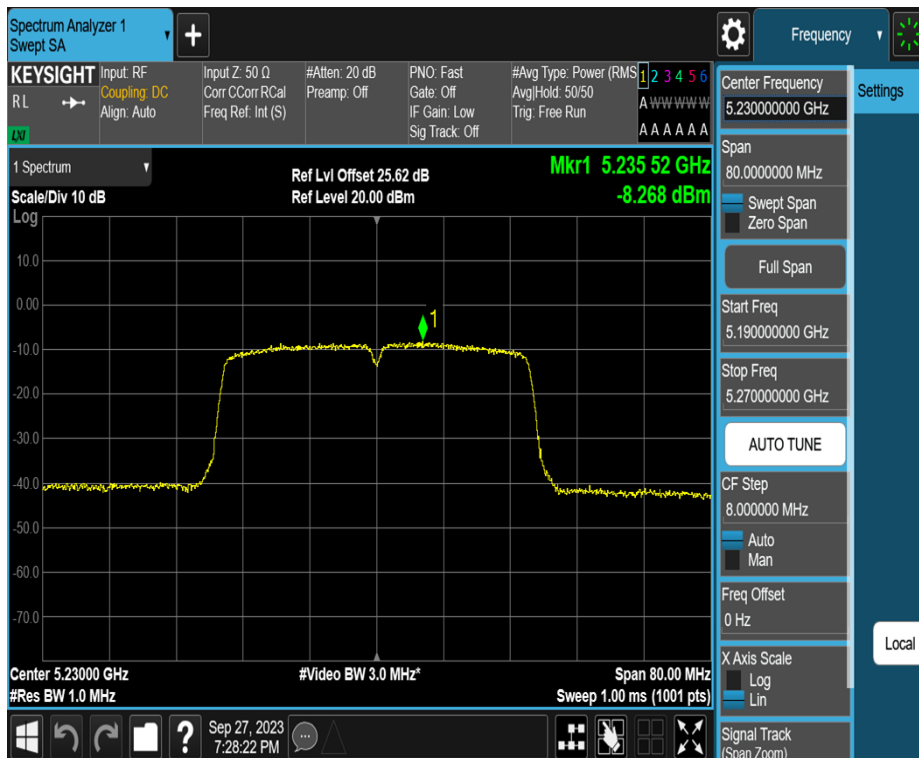 Spectrum Analyzer 1
Swept SA
+
Frequency
KEYSIGHT
RL
LXI
Input: RF
Coupling: DC
Align: Auto
Input Z: 50 Ω
Corr CCorr RCal
Freq Ref: Int (S)
#Atten: 20 dB
Preamp: Off
PNO: Fast
Gate: Off
IF Gain: Low
Sig Track: Off
#Avg Type: Power (RMS
Avg|Hold: 50/50
Trig: Free Run
1 2 3 4 5 6
A W W W W W
A A A A A A
1 Spectrum
Scale/Div 10 dB
Log
Ref Lvl Offset 25.62 dB
Ref Level 20.00 dBm
Mkr1 5.235 52 GHz
-8.268 dBm
1
10.0
0.00
-10.0
-20.0
-30.0
-40.0
-50.0
-60.0
-70.0
Center 5.23000 GHz
#Res BW 1.0 MHz
#Video BW 3.0 MHz*
Span 80.00 MHz
Sweep 1.00 ms (1001 pts)
Center Frequency
5.230000000 GHz
Span
80.0000000 MHz
Swept Span
Zero Span
Full Span
Start Freq
5.190000000 GHz
Stop Freq
5.270000000 GHz
AUTO TUNE
CF Step
8.000000 MHz
Auto
Man
Freq Offset
0 Hz
X Axis Scale
Log
Lin
Signal Track
(Span Zoom)
Settings
Local
?
Sep 27, 2023
7:28:22 PM